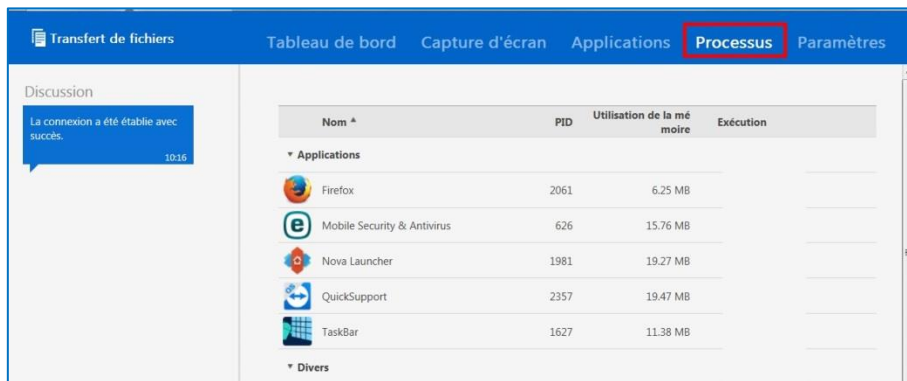 Transfert de fichiers
Tableau de bord Capture d'écran Applications Processus Paramètres
Discussion
La connexion a été établie avec
succès.
10:16
Nom PID Utilisation de la mé
moire Exécution
Applications
Firefox 2061 6.25 MB
Mobile Security & Antivirus 626 15.76 MB
Nova Launcher 1981 19.27 MB
QuickSupport 2357 19.47 MB
TaskBar 1627 11.38 MB
Divers